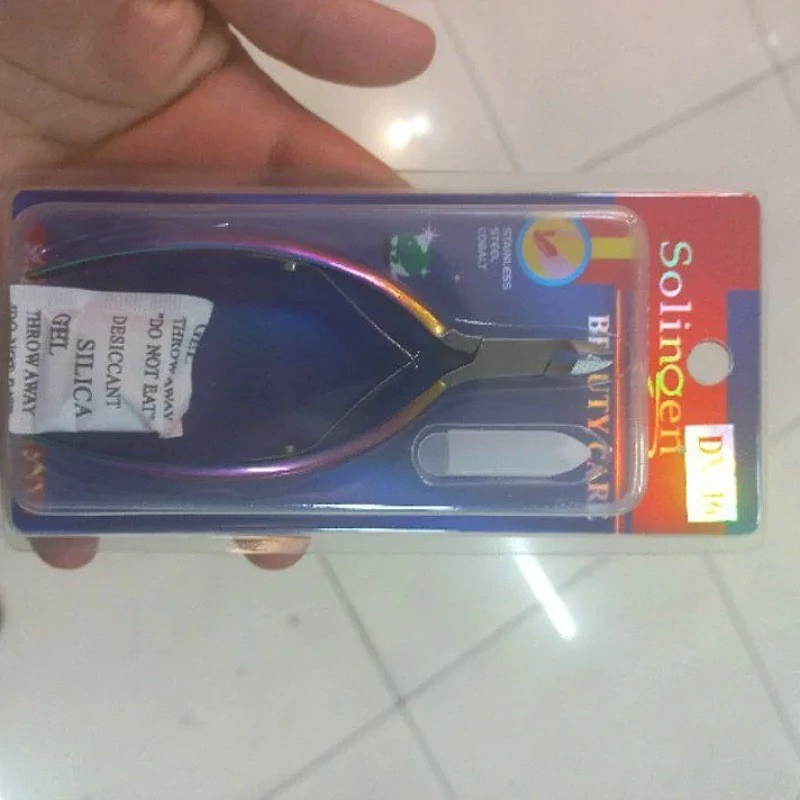 Solingen
BEAUTY CARE
STAINLESS
STEEL
COBALT
GEL
THROW AWAY
"DO NOT EAT"
DESICCANT
SILICA
GEL
THROW AWAY